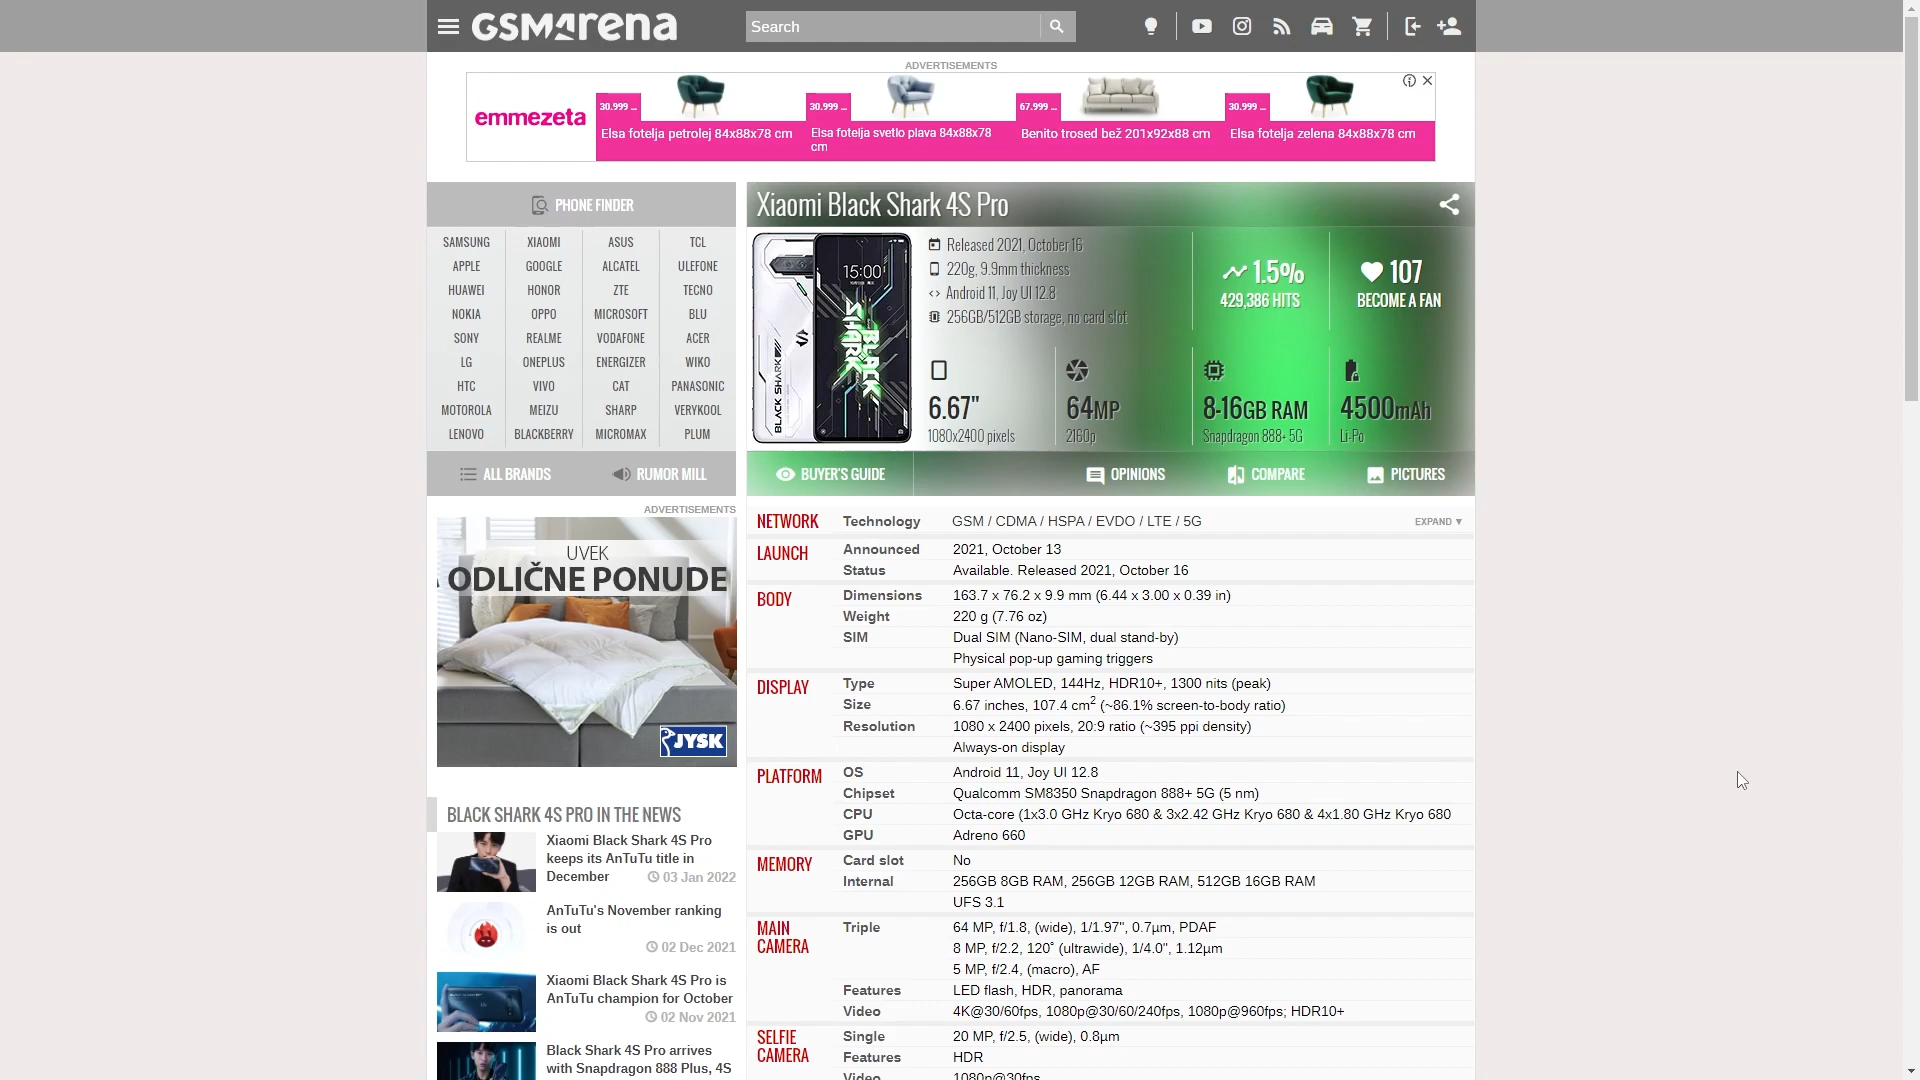 GSMArena
Search
ADVERTISEMENTS
emmezeta
30.999 ...
Elsa fotelja petrolej 84x88x78 cm
30.999 ...
Elsa fotelja svetlo plava 84x88x78
cm
67.999 ...
Benito trosed bež 201x92x88 cm
30.999 ...
Elsa fotelja zelena 84x88x78 cm
PHONE FINDER
SAMSUNG XIAOMI ASUS TCL
APPLE GOOGLE ALCATEL ULEFONE
HUAWEI HONOR ZTE TECNO
NOKIA OPPO MICROSOFT BLU
SONY REALME VODAFONE ACER
LG ONEPLUS ENERGIZER WIKO
HTC VIVO CAT PANASONIC
MOTOROLA MEIZU SHARP VERYKOOL
LENOVO BLACKBERRY MICROMAX PLUM
ALL BRANDS RUMOR MILL
ADVERTISEMENTS
UVEK
ODLIČNE PONUDE
JYSK
BLACK SHARK 4S PRO IN THE NEWS
Xiaomi Black Shark 4S Pro
keeps its AnTuTu title in
December 03 Jan 2022
AnTuTu's November ranking
is out
02 Dec 2021
Xiaomi Black Shark 4S Pro is
AnTuTu champion for October
02 Nov 2021
Black Shark 4S Pro arrives
with Snapdragon 888 Plus, 4S
Xiaomi Black Shark 4S Pro
15:00
BLACK SHARK
BLACK SHARK
Released 2021, October 16
220g, 9.9mm thickness
Android 11, Joy UI 12.8
256GB/512GB storage, no card slot
1.5%
429,386 HITS
107
BECOME A FAN
6.67"
1080x2400 pixels
64MP
2160p
8-16GB RAM
Snapdragon 888+ 5G
4500mAh
Li-Po
BUYER'S GUIDE OPINIONS COMPARE PICTURES
NETWORK Technology GSM / CDMA / HSPA / EVDO / LTE / 5G EXPAND ▼
LAUNCH Announced 2021, October 13
Status Available. Released 2021, October 16
BODY Dimensions 163.7 x 76.2 x 9.9 mm (6.44 x 3.00 x 0.39 in)
Weight 220 g (7.76 oz)
SIM Dual SIM (Nano-SIM, dual stand-by)
Physical pop-up gaming triggers
DISPLAY Type Super AMOLED, 144Hz, HDR10+, 1300 nits (peak)
Size 6.67 inches, 107.4 cm2 (~86.1% screen-to-body ratio)
Resolution 1080 x 2400 pixels, 20:9 ratio (~395 ppi density)
Always-on display
PLATFORM OS Android 11, Joy UI 12.8
Chipset Qualcomm SM8350 Snapdragon 888+ 5G (5 nm)
CPU Octa-core (1x3.0 GHz Kryo 680 & 3x2.42 GHz Kryo 680 & 4x1.80 GHz Kryo 680
GPU Adreno 660
MEMORY Card slot No
Internal 256GB 8GB RAM, 256GB 12GB RAM, 512GB 16GB RAM
UFS 3.1
MAIN CAMERA Triple 64 MP, f/1.8, (wide), 1/1.97", 0.7µm, PDAF
8 MP, f/2.2, 120˚ (ultrawide), 1/4.0", 1.12µm
5 MP, f/2.4, (macro), AF
Features LED flash, HDR, panorama
Video 4K@30/60fps, 1080p@30/60/240fps, 1080p@960fps; HDR10+
SELFIE CAMERA Single 20 MP, f/2.5, (wide), 0.8µm
Features HDR
Video 1080p@30fps